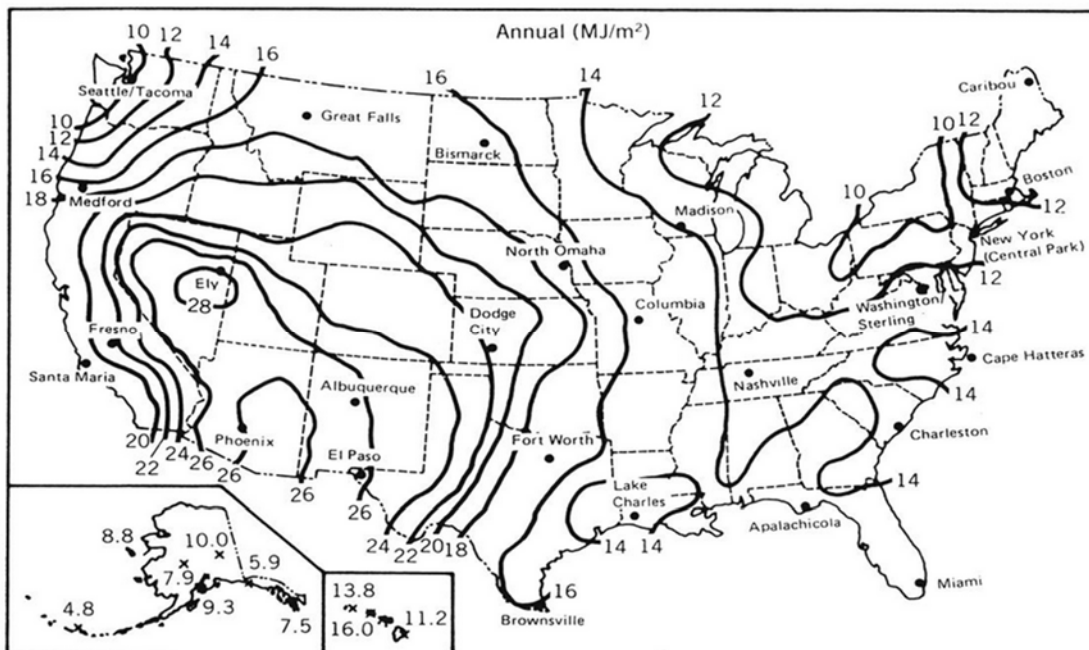 Annual (MJ/m²)
10 12 14 16
16
14
12
Caribou
Seattle/Tacoma
Great Falls
10
12
14
16
18
Bismarck
10 12
Boston
12
Medford
12
10
Madison
New York
(Central Park)
North Omaha
12
Ely
28
Columbia
Washington/
Sterling
Dodge
City
14
Fresno
Cape Hatteras
Santa Maria
Nashville
14
Albuquerque
Phoenix
Fort Worth
Charleston
20
22
24
26
El Paso
26
26
26
Lake
Charles
14
Apalachicola
24
22
20
18
14 14
8.8
10.0
5.9
7.9
9.3
4.8
7.5
13.8
16.0
11.2
16
Brownsville
Miami